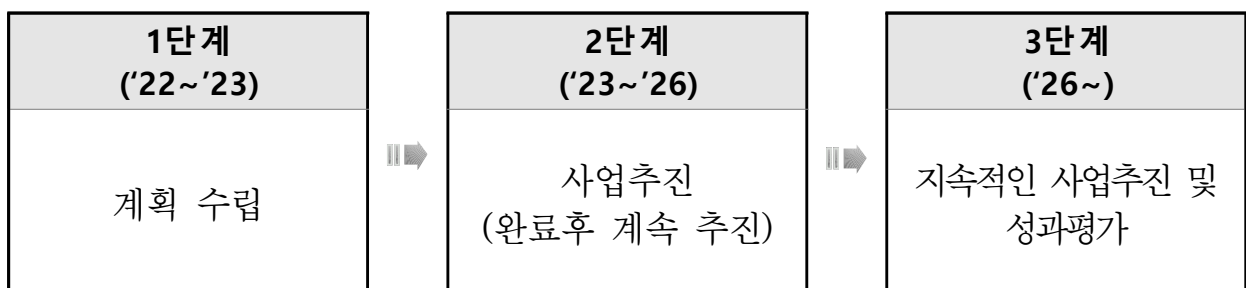 1단계
(‘22~’23)
계획 수립
2단계
(‘23~’26)
사업추진
(완료후 계속 추진)
3단계
(‘26~)
지속적인 사업추진 및
성과평가